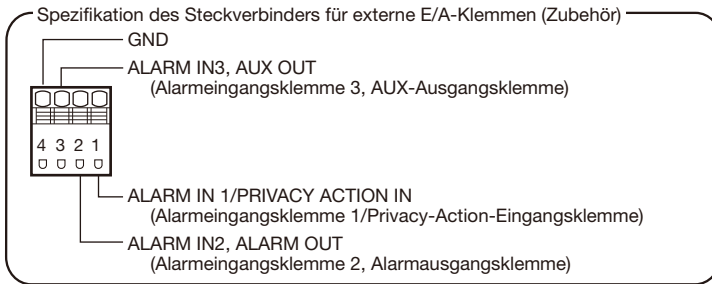 Spezifikation des Steckverbinders für externe E/A-Klemmen (Zubehör)
GND
ALARM IN3, AUX OUT
(Alarmeingangsklemme 3, AUX-Ausgangsklemme)
4 3 2 1
ALARM IN 1/PRIVACY ACTION IN
(Alarmeingangsklemme 1/Privacy-Action-Eingangsklemme)
ALARM IN2, ALARM OUT
(Alarmeingangsklemme 2, Alarmausgangsklemme)